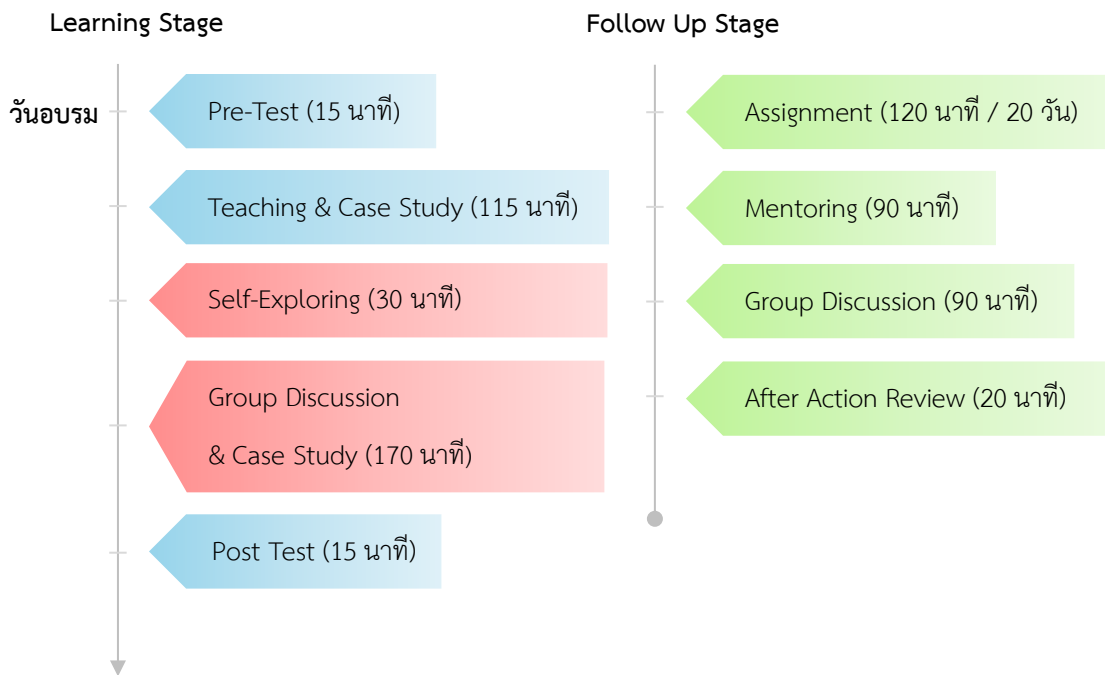 Learning Stage
วันอบรม
Pre-Test (15 นาที)
Teaching & Case Study (115 นาที)
Self-Exploring (30 นาที)
Group Discussion
& Case Study (170 นาที)
Post Test (15 นาที)
Follow Up Stage
Assignment (120 นาที / 20 วัน)
Mentoring (90 นาที)
Group Discussion (90 นาที)
After Action Review (20 นาที)